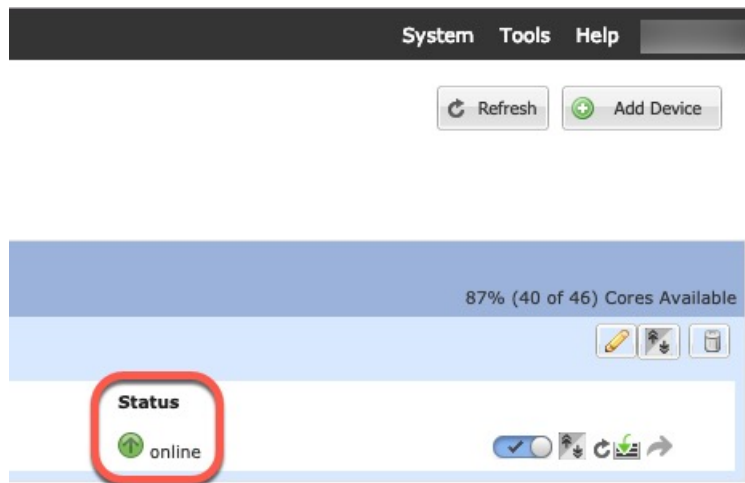 System Tools Help
Refresh Add Device
87% (40 of 46) Cores Available
Status
online